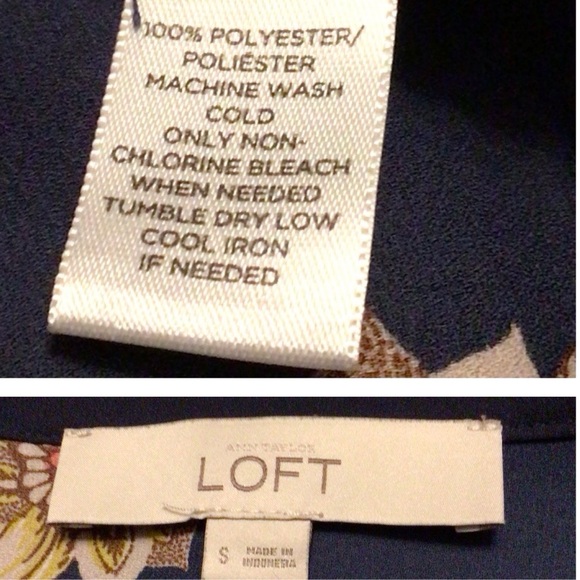 100% POLYESTER/
POLIÉSTER
MACHINE WASH
COLD
ONLY NON-
CHLORINE BLEACH
WHEN NEEDED
TUMBLE DRY LOW
COOL IRON
IF NEEDED
ANN TAYLOR
LOFT
S
MADE IN
INDONESIA